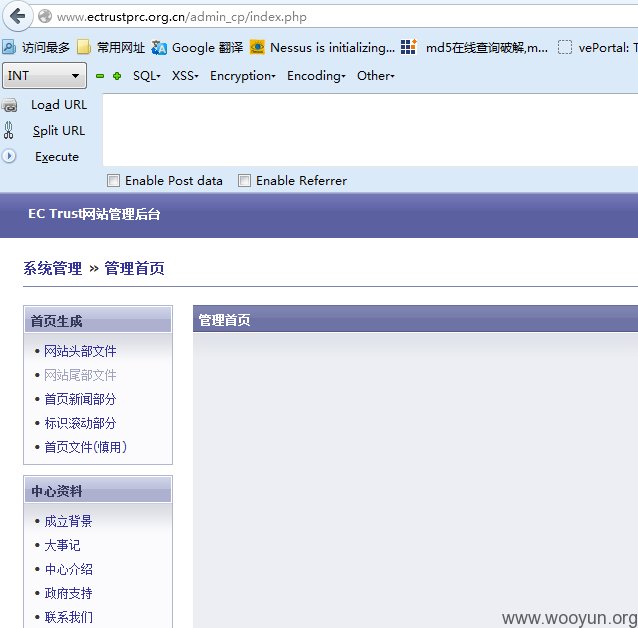 www.ectrustprc.org.cn/admin_cp/index.php
访问最多 常用网址 Google 翻译 Nessus is initializing... md5在线查询破解,m... vePortal: T
INT SQL XSS Encryption Encoding Other
Load URL
Split URL
Execute
Enable Post data Enable Referrer
EC Trust网站管理后台
系统管理 » 管理首页
首页生成
• 网站头部文件
• 网站尾部文件
• 首页新闻部分
• 标识滚动部分
• 首页文件(慎用)
中心资料
• 成立背景
• 大事记
• 中心介绍
• 政府支持
• 联系我们
管理首页
www.wooyun.org